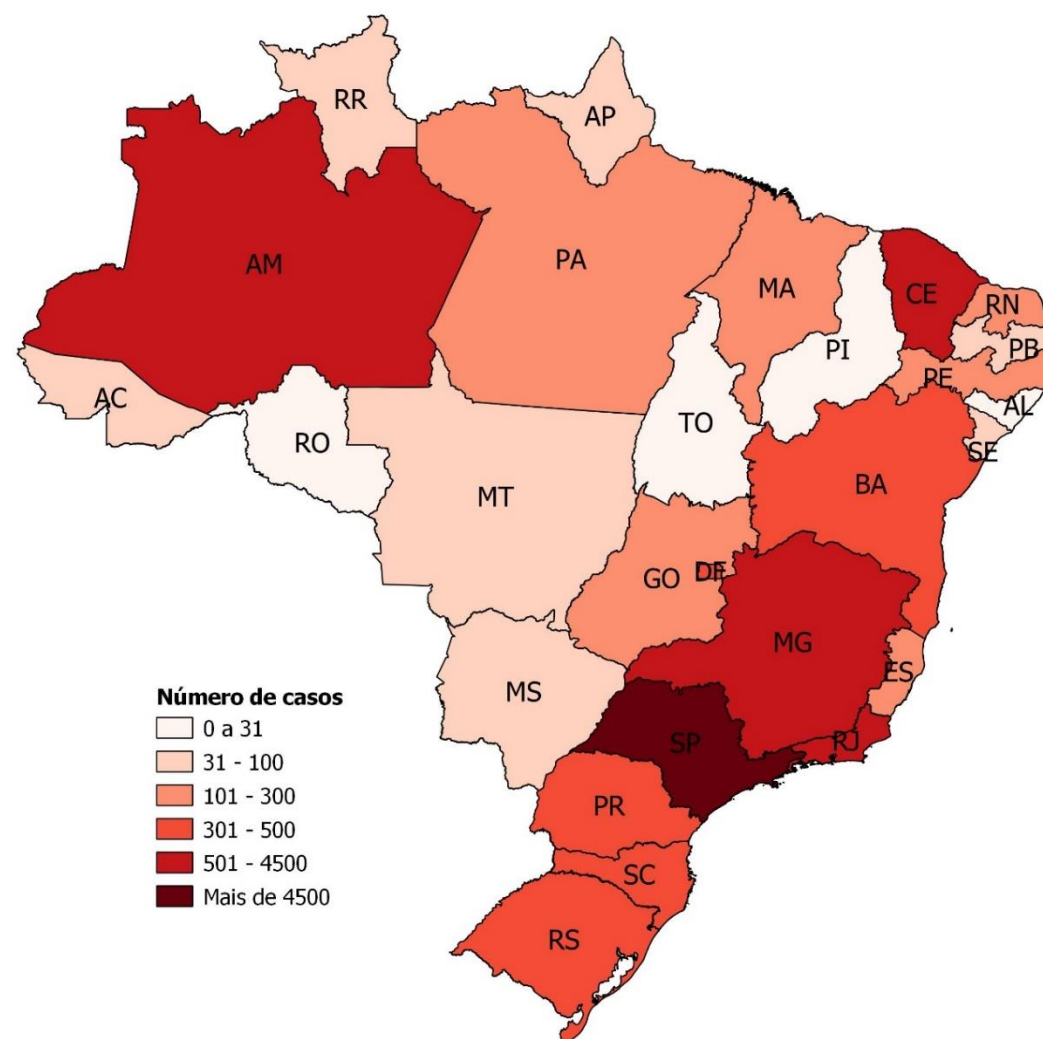 RR
AP
AM
PA
MA
CE
RN
PB
PI
PE
AC
AL
TO
RO
SE
BA
MT
GO
DF
MG
ES
MS
RJ
SP
PR
SC
RS
Número de casos
0 a 31
31 - 100
101 - 300
301 - 500
501 - 4500
Mais de 4500